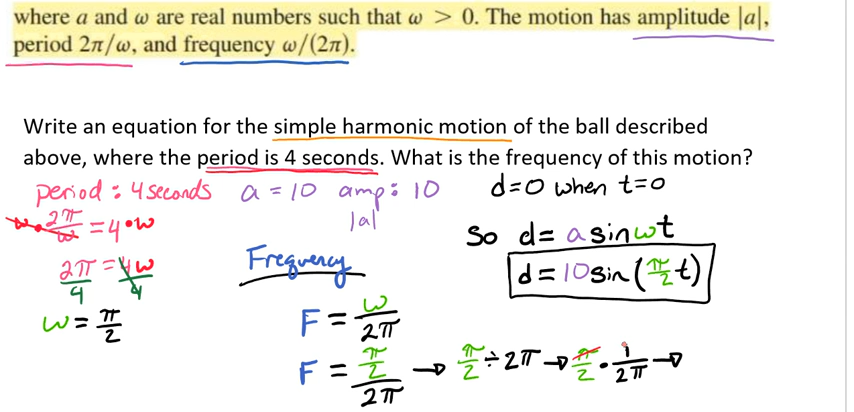 where a and ω are real numbers such that ω > 0. The motion has amplitude |a|,
period 2π/ω, and frequency ω/(2π).
Write an equation for the simple harmonic motion of the ball described
above, where the period is 4 seconds. What is the frequency of this motion?
period: 4 seconds a = 10 amp: 10 d=0 when t=0
|a|
ω • 2π/ω = 4 • ω
So d = a sin ωt
2π/4 = 4ω/4
Frequency
d = 10 sin(π/2 t)
ω = π/2
F = ω/2π
F = π/2 / 2π → π/2 ÷ 2π → π/2 • 1/2π →